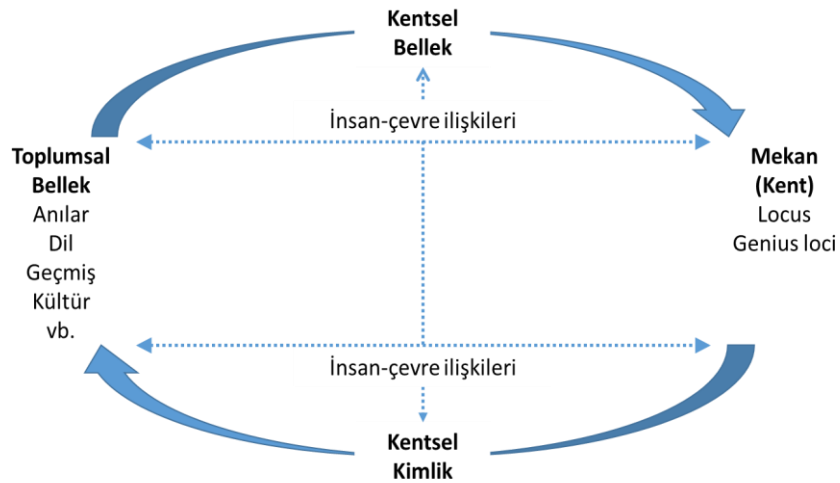 Kentsel
Bellek
İnsan-çevre ilişkileri
Toplumsal
Bellek
Anılar
Dil
Geçmiş
Kültür
vb.
Mekan
(Kent)
Locus
Genius loci
İnsan-çevre ilişkileri
Kentsel
Kimlik